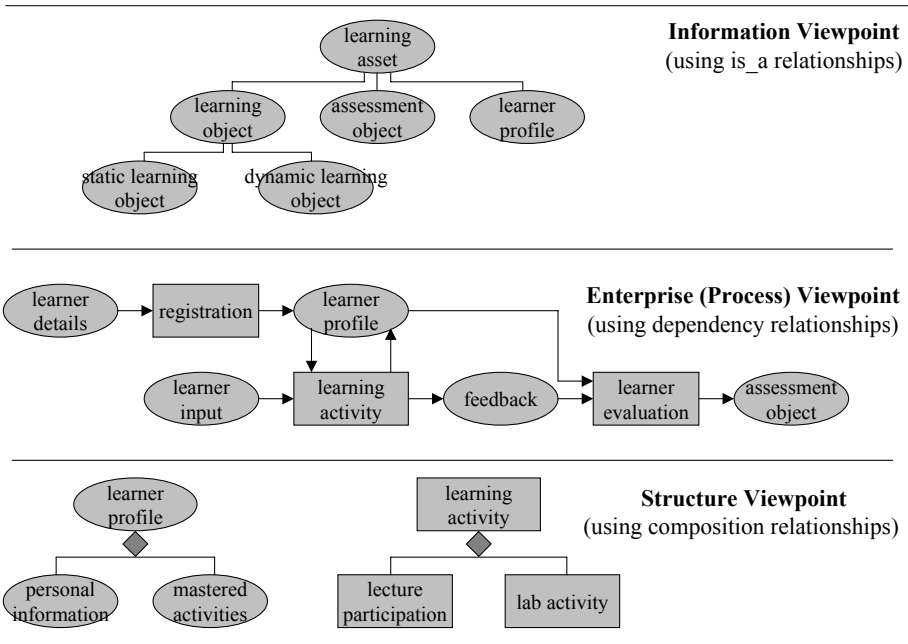 learning
asset
Information Viewpoint
(using is_a relationships)
learning
object
assessment
object
learner
profile
static learning
object
dynamic learning
object
learner
details
registration
learner
profile
Enterprise (Process) Viewpoint
(using dependency relationships)
learner
input
learning
activity
feedback
learner
evaluation
assessment
object
learner
profile
learning
activity
Structure Viewpoint
(using composition relationships)
personal
information
mastered
activities
lecture
participation
lab activity